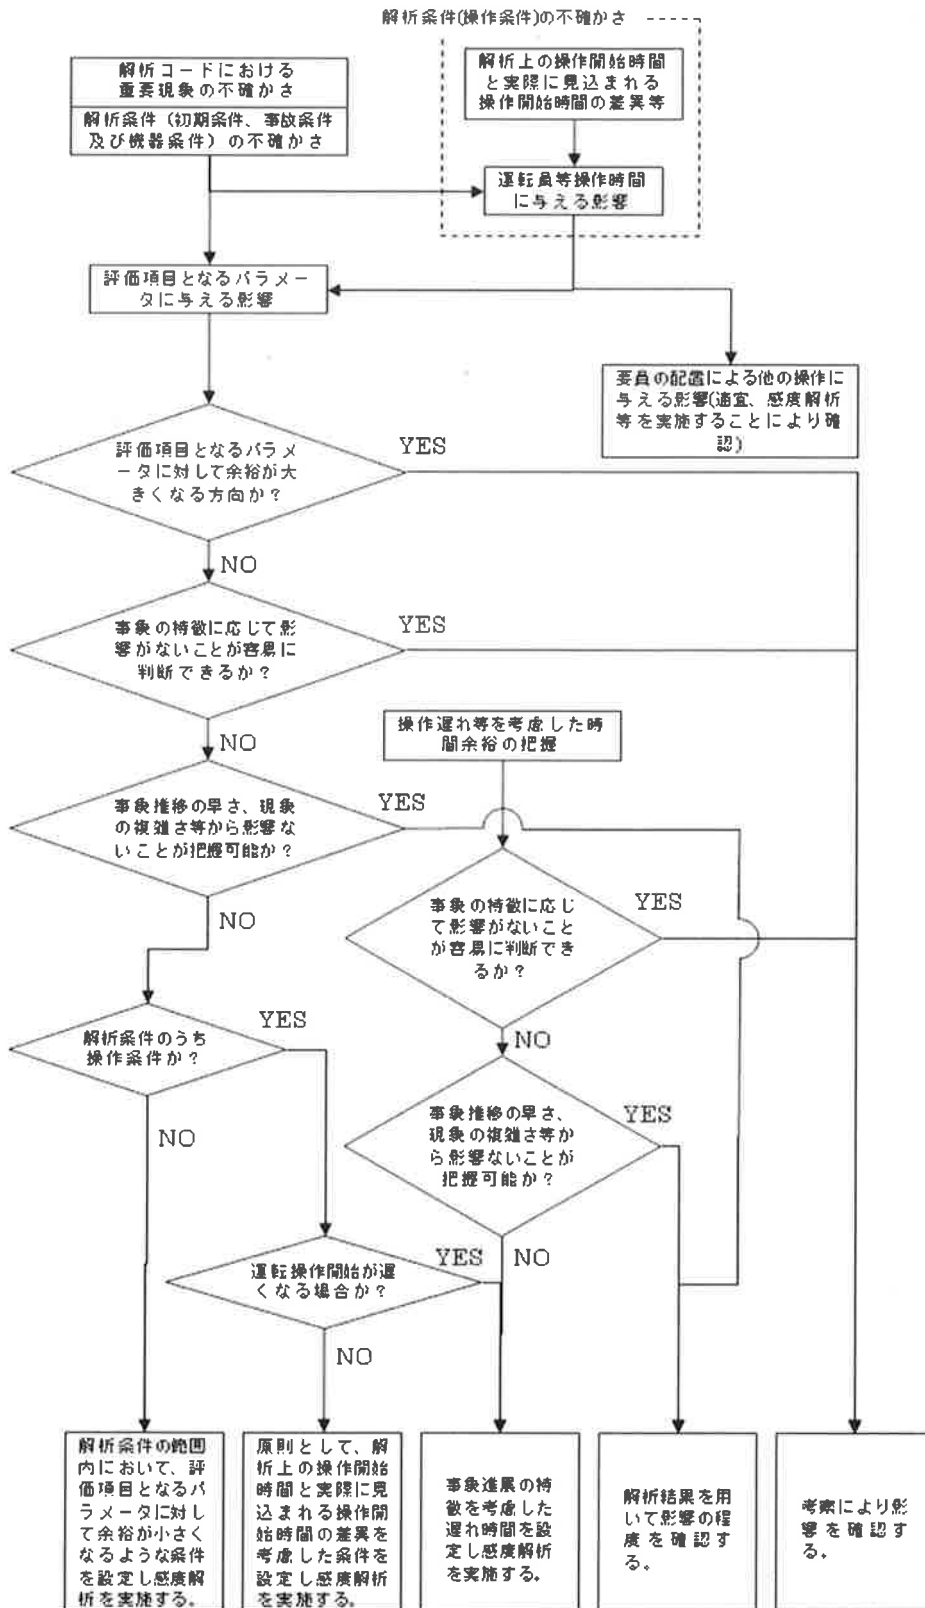 解析条件(操作条件)の不確かさ
解析コードにおける
重要現象の不確かさ
解析条件（初期条件、事故条件
及び機器条件）の不確かさ
解析上の操作開始時間
と実際に見込まれる
操作開始時間の差異等
運転員等操作時間
に与える影響
評価項目となるパラメー
タに与える影響
要員の配置による他の操作に
与える影響(適宜、感度解析
等を実施することにより確
認)
評価項目となるパラメ
ータに対して余裕が大
きくなる方向か？
YES
NO
事象の特徴に応じて影
響がないことが容易に
判断できるか？
YES
NO
操作遅れ等を考慮した時
間余裕の把握
事象推移の早さ、現象
の複雑さ等から影響な
いことが把握可能か？
YES
NO
事象の特徴に応じ
て影響がないこと
が容易に判断でき
るか？
YES
NO
解析条件のうち
操作条件か？
YES
NO
事象推移の早さ、
現象の複雑さ等か
ら影響ないことが
把握可能か？
YES
NO
運転操作開始が遅
くなる場合か？
YES
NO
解析条件の範囲
内において、評
価項目となるパ
ラメータに対し
て余裕が小さく
なるような条件
を設定し感度解
析を実施する。
原則として、解
析上の操作開始
時間と実際に見
込まれる操作開
始時間の差異を
考慮した条件を
設定し感度解析
を実施する。
事象進展の特
徴を考慮した
遅れ時間を設
定し感度解析
を実施する。
解析結果を用
いて影響の程
度を確認す
る。
考察により影
響を確認す
る。